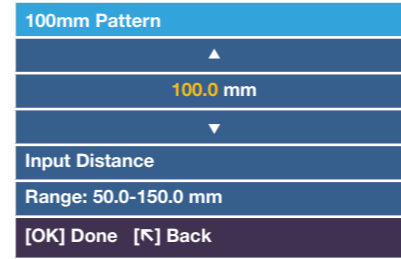 100mm Pattern
▲
100.0 mm
▼
Input Distance
Range: 50.0-150.0 mm
[OK] Done [↸] Back